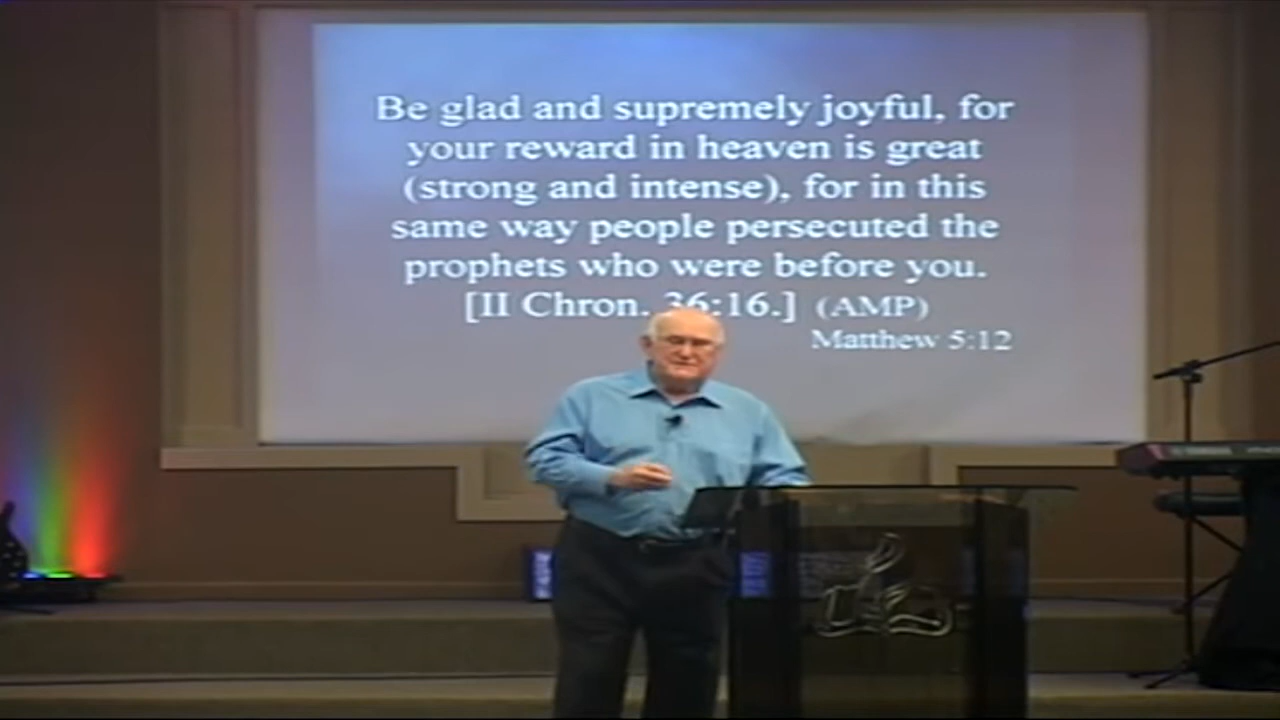 Be glad and supremely joyful, for
your reward in heaven is great
(strong and intense), for in this
same way people persecuted the
prophets who were before you.
[II Chron. 36:16.] (AMP)
Matthew 5:12